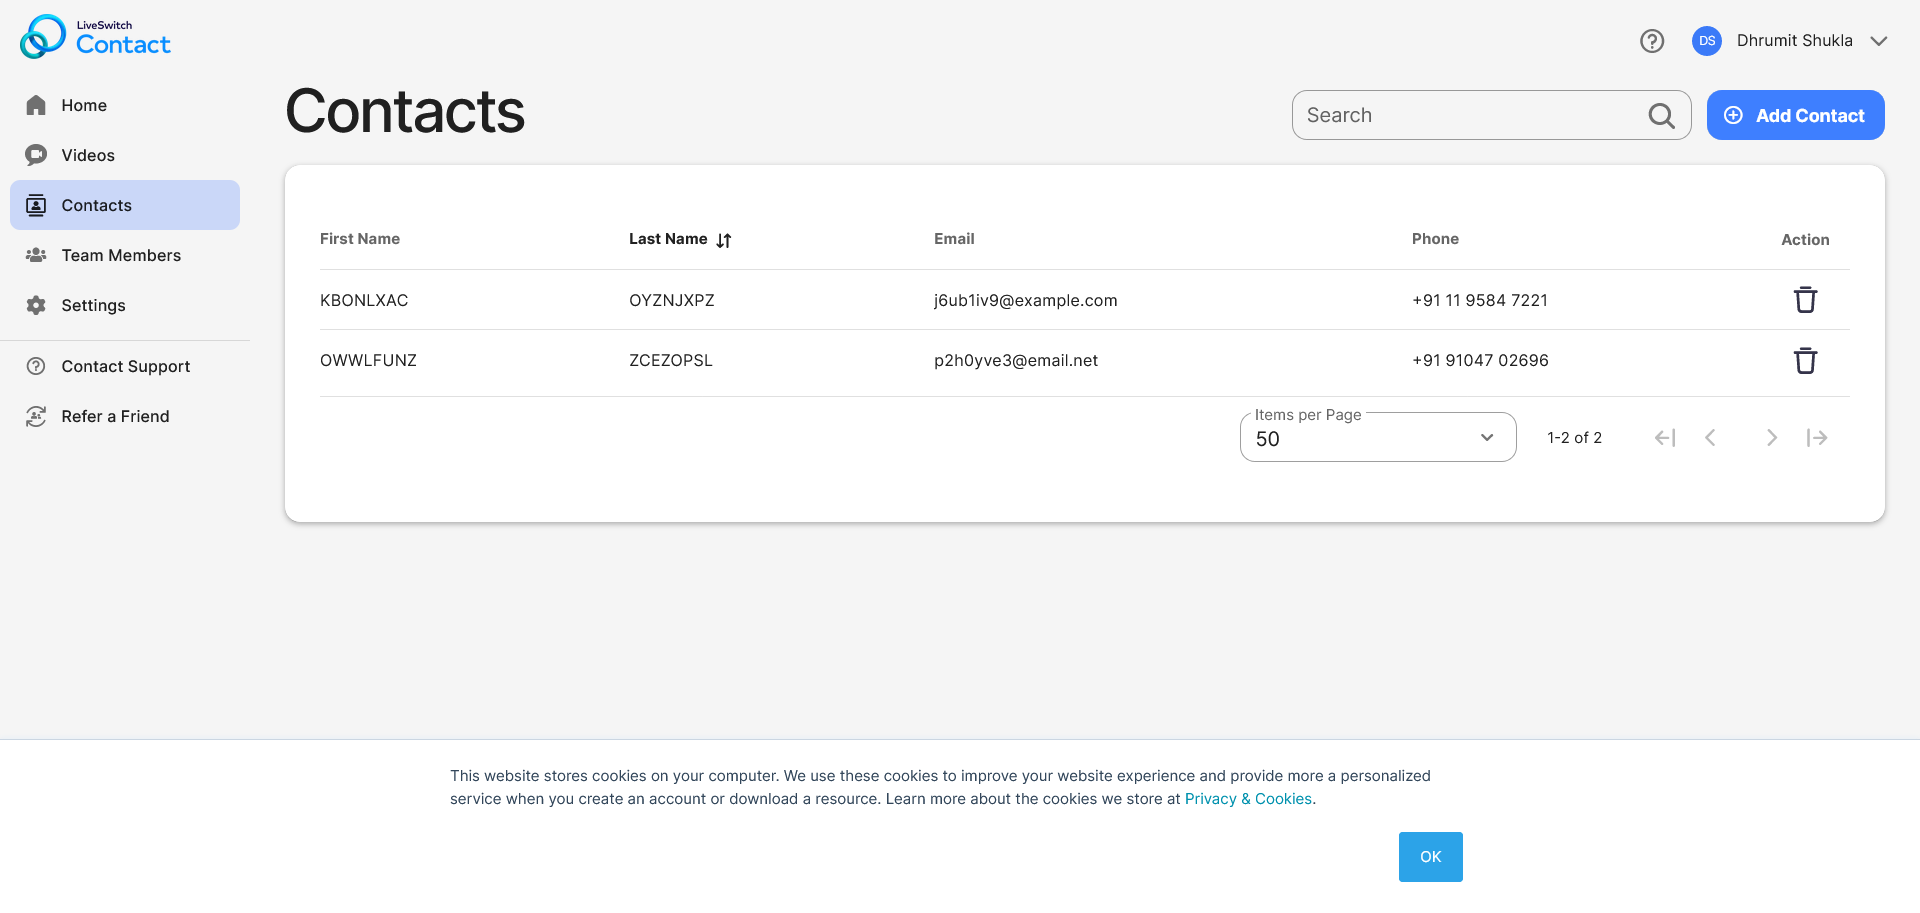 LiveSwitch
Contact
DS
Dhrumit Shukla
Home
Videos
Contacts
Team Members
Settings
Contact Support
Refer a Friend
Contacts
Search
Add Contact
First Name Last Name Email Phone Action
KBONLXAC OYZNJXPZ j6ub1iv9@example.com +91 11 9584 7221
OWWLFUNZ ZCEZOPSL p2h0yve3@email.net +91 91047 02696
Items per Page
50
1-2 of 2
This website stores cookies on your computer. We use these cookies to improve your website experience and provide more a personalized
service when you create an account or download a resource. Learn more about the cookies we store at Privacy & Cookies.
OK